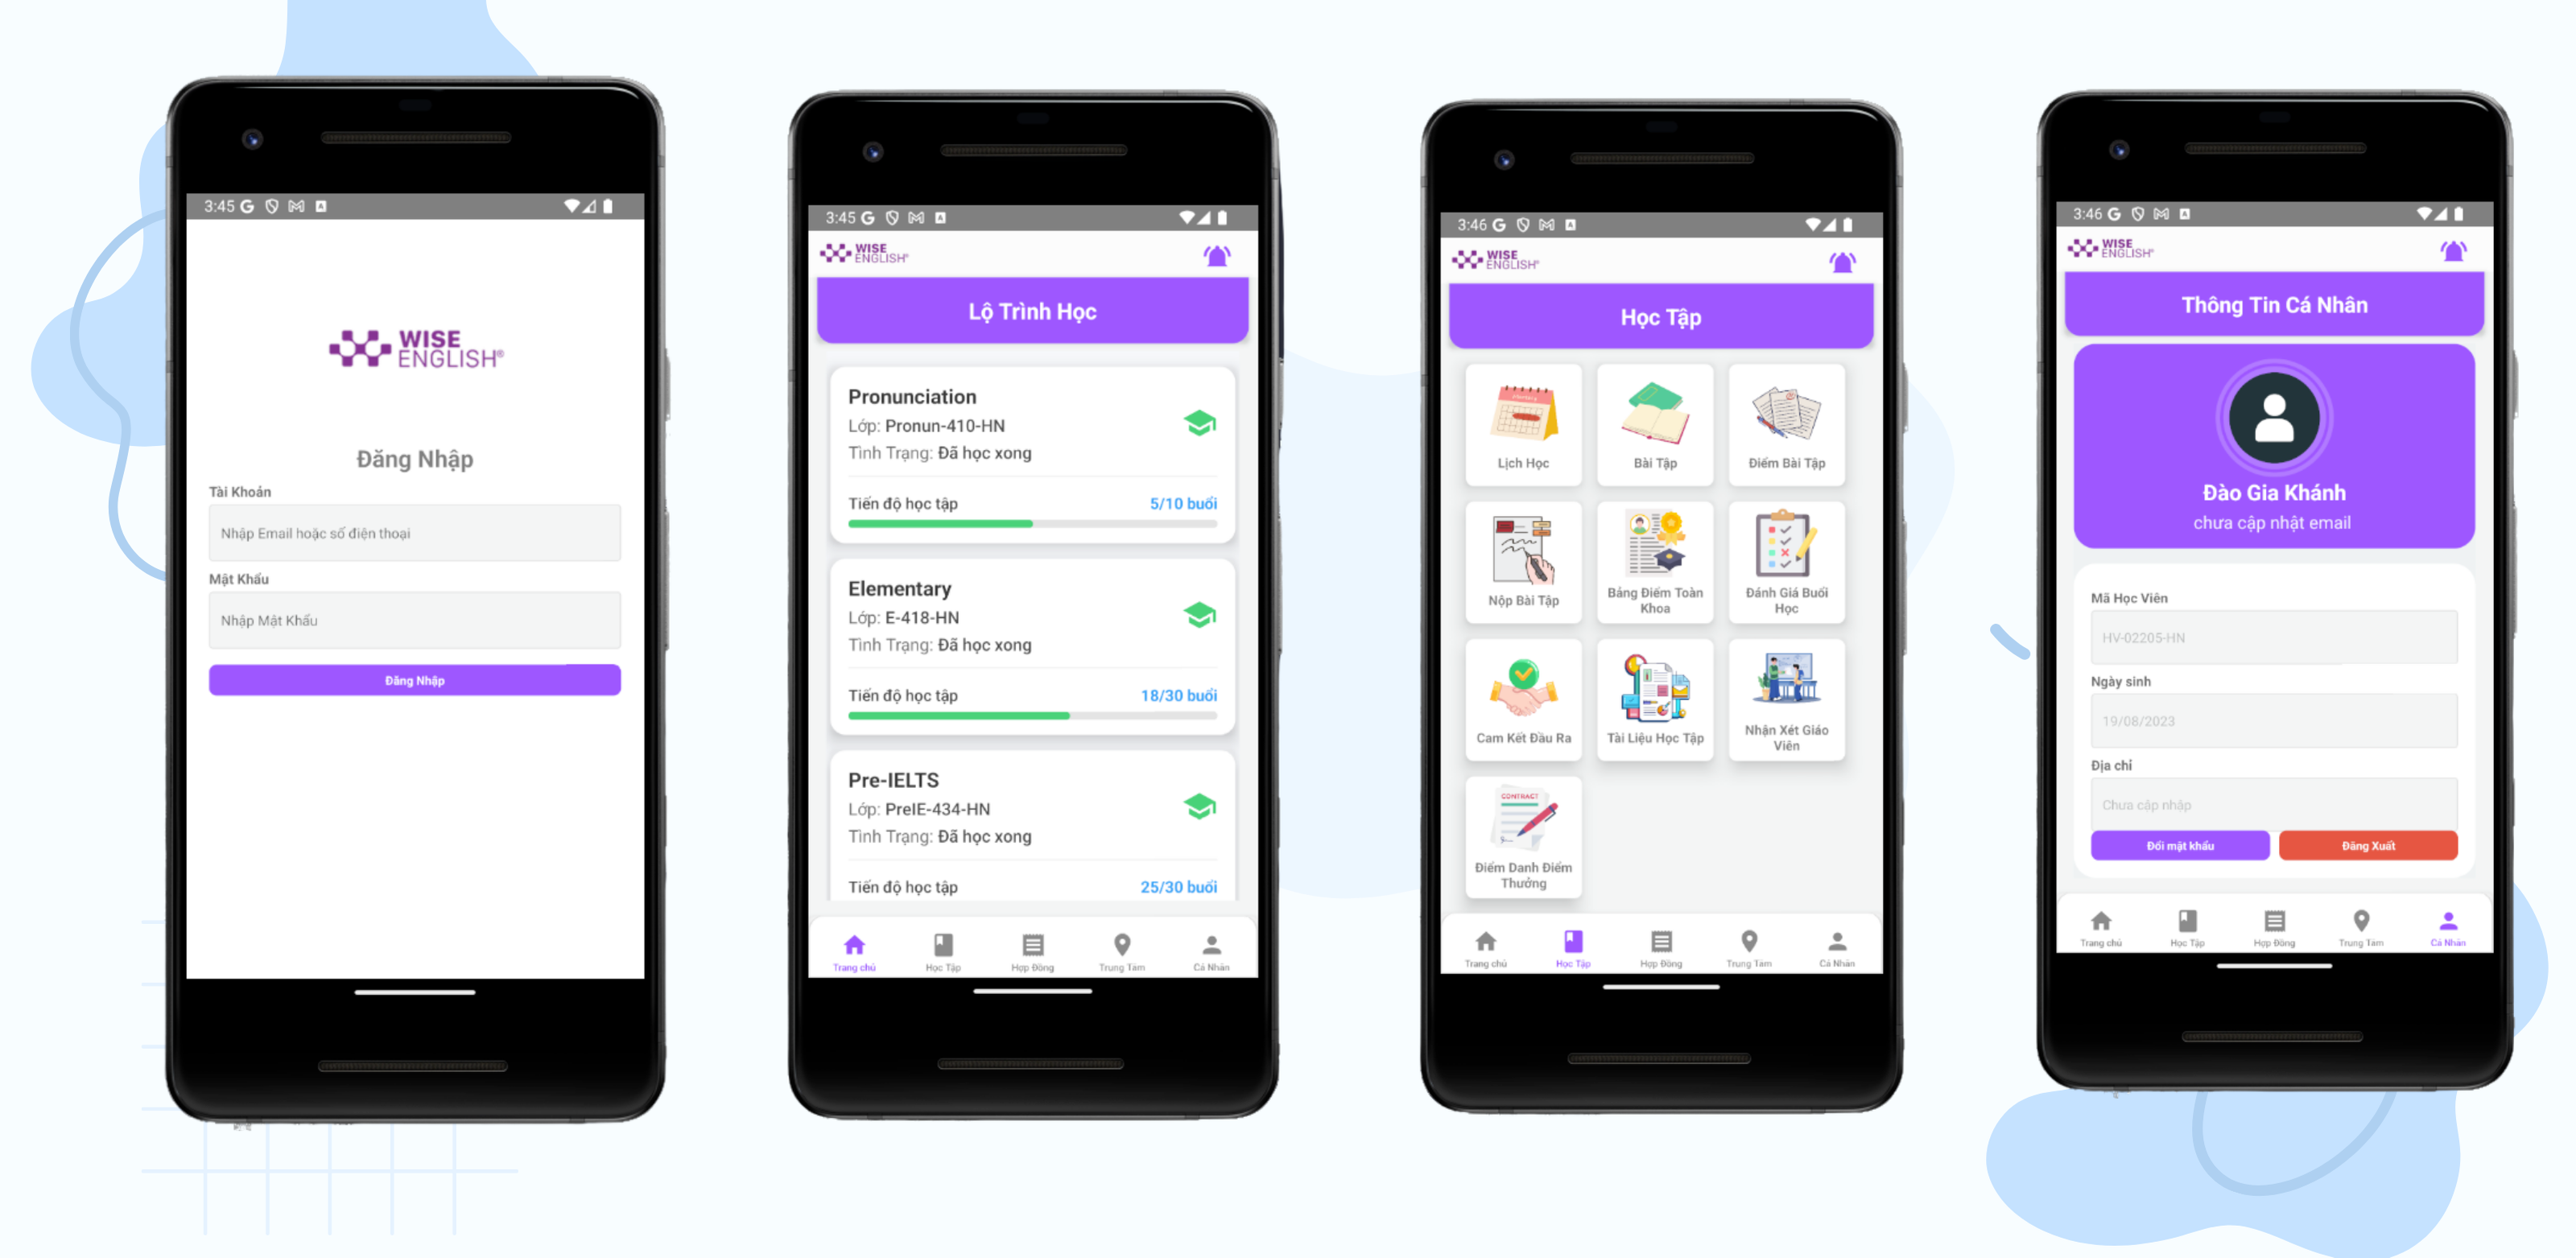 3:45
WISE
ENGLISH®
Đăng Nhập
Tài Khoản
Nhập Email hoặc số điện thoại
Mật Khẩu
Nhập Mật Khẩu
Đăng Nhập
3:45
WISE
ENGLISH®
Lộ Trình Học
Pronunciation
Lớp: Pronun-410-HN
Tình Trạng: Đã học xong
Tiến độ học tập 5/10 buổi
Elementary
Lớp: E-418-HN
Tình Trạng: Đã học xong
Tiến độ học tập 18/30 buổi
Pre-IELTS
Lớp: PreIE-434-HN
Tình Trạng: Đã học xong
Tiến độ học tập 25/30 buổi
Trang chủ Học Tập Hợp Đồng Trung Tâm Cá Nhân
3:46
WISE
ENGLISH®
Học Tập
Lịch Học Bài Tập Điểm Bài Tập
Nộp Bài Tập
Bảng Điểm Toàn
Khoa
Đánh Giá Buổi
Học
Cam Kết Đầu Ra Tài Liệu Học Tập
Nhận Xét Giáo
Viên
CONTRACT
Điểm Danh Điểm
Thưởng
Trang chủ Học Tập Hợp Đồng Trung Tâm Cá Nhân
3:46
WISE
ENGLISH®
Thông Tin Cá Nhân
Đào Gia Khánh
chưa cập nhật email
Mã Học Viên
HV-02205-HN
Ngày sinh
19/08/2023
Địa chỉ
Chưa cập nhập
Đổi mật khẩu Đăng Xuất
Trang chủ Học Tập Hợp Đồng Trung Tâm Cá Nhân